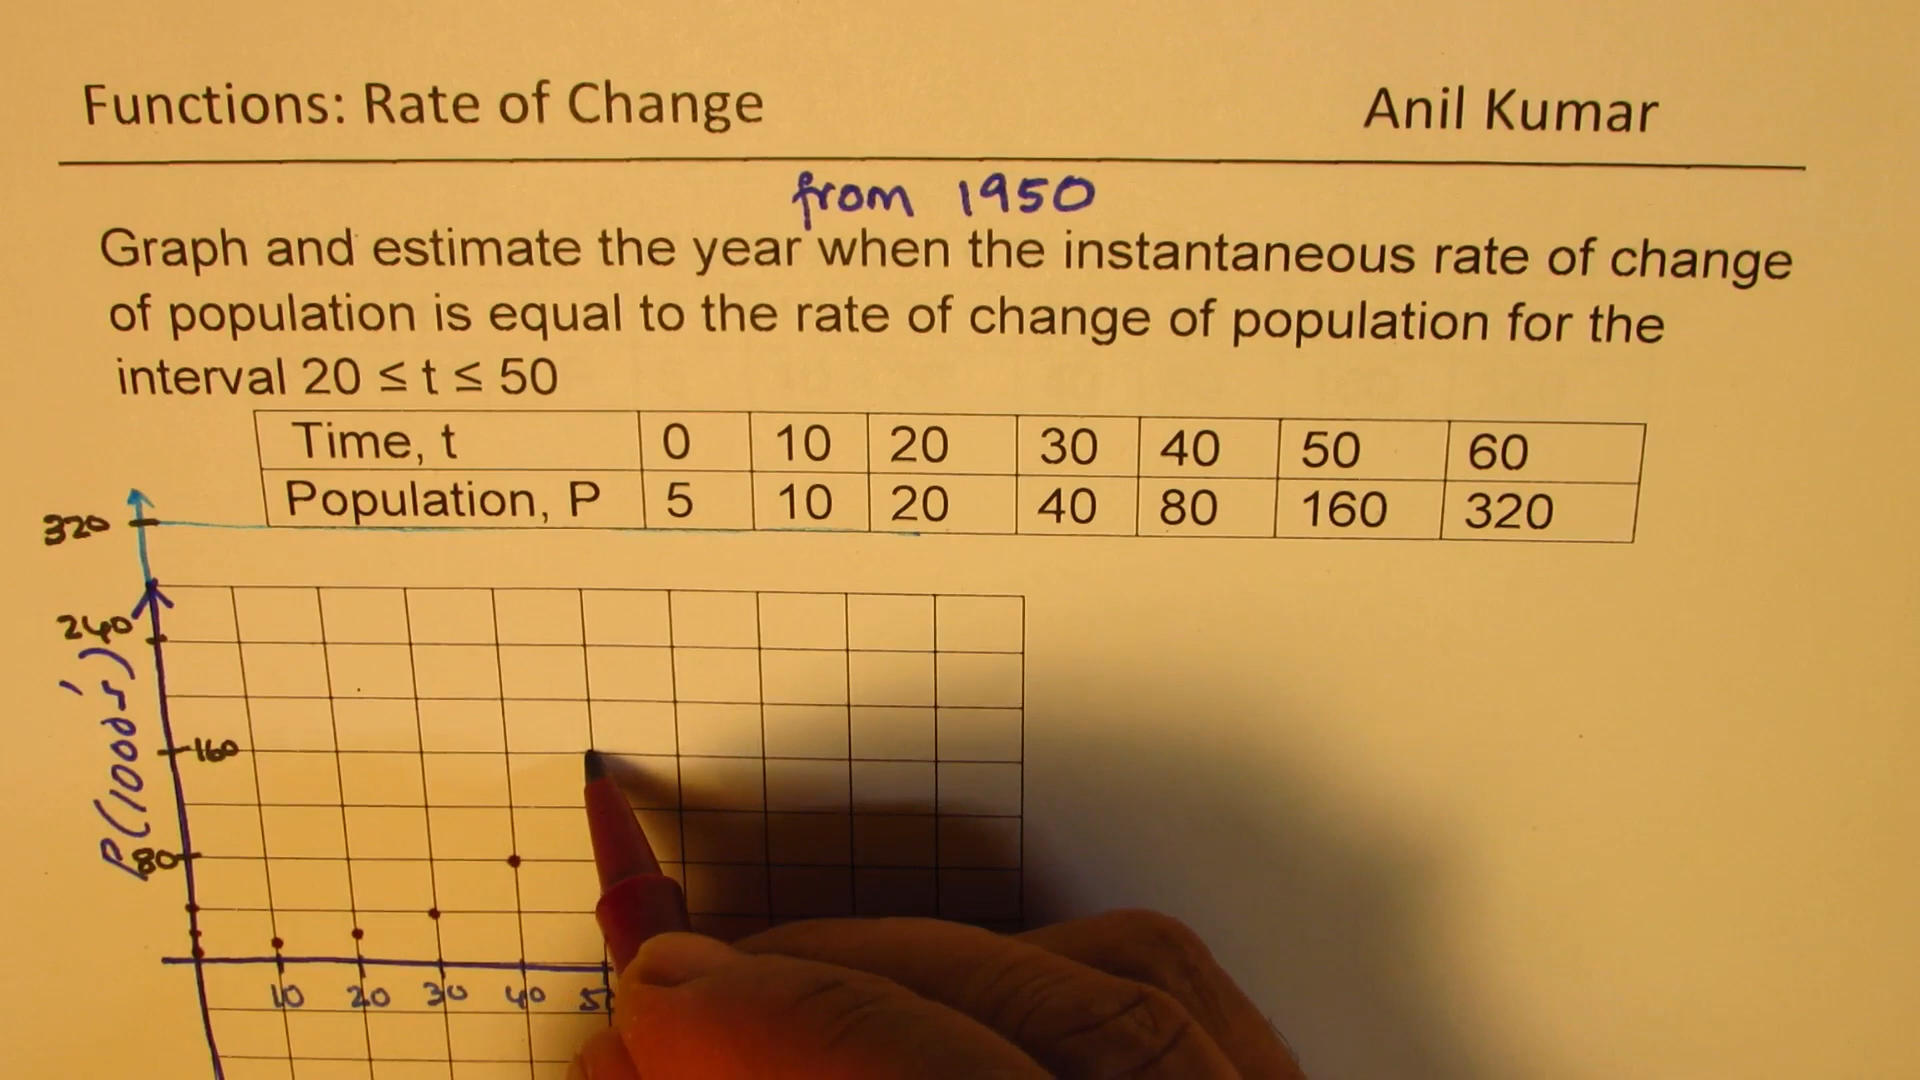 Functions: Rate of Change Anil Kumar
from 1950
Graph and estimate the year when the instantaneous rate of change
of population is equal to the rate of change of population for the
interval 20 ≤ t ≤ 50
Time, t 0 10 20 30 40 50 60
Population, P 5 10 20 40 80 160 320
320
240
P(1000s')
160
80
10 20 30 40